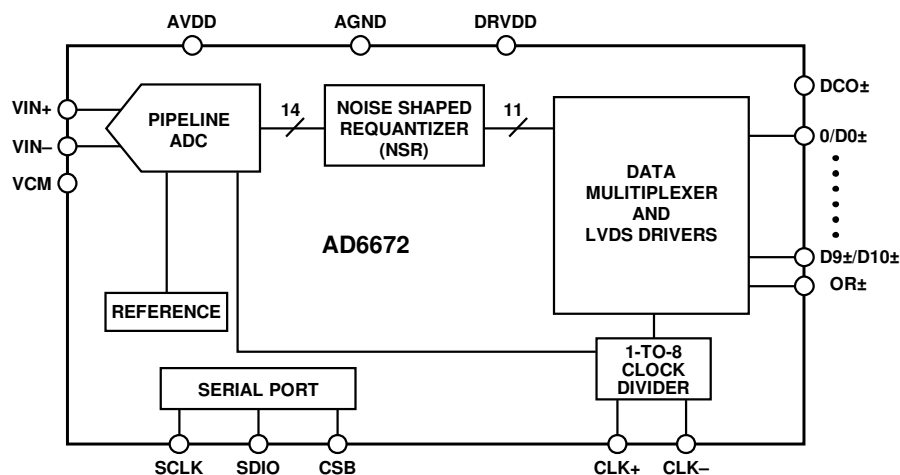 AVDD
AGND
DRVDD
VIN+
VIN–
VCM
PIPELINE
ADC
14
NOISE SHAPED
REQUANTIZER
(NSR)
11
DATA
MULITIPLEXER
AND
LVDS DRIVERS
DCO±
0/D0±
D9±/D10±
OR±
AD6672
REFERENCE
1-TO-8
CLOCK
DIVIDER
SERIAL PORT
SCLK
SDIO
CSB
CLK+
CLK–